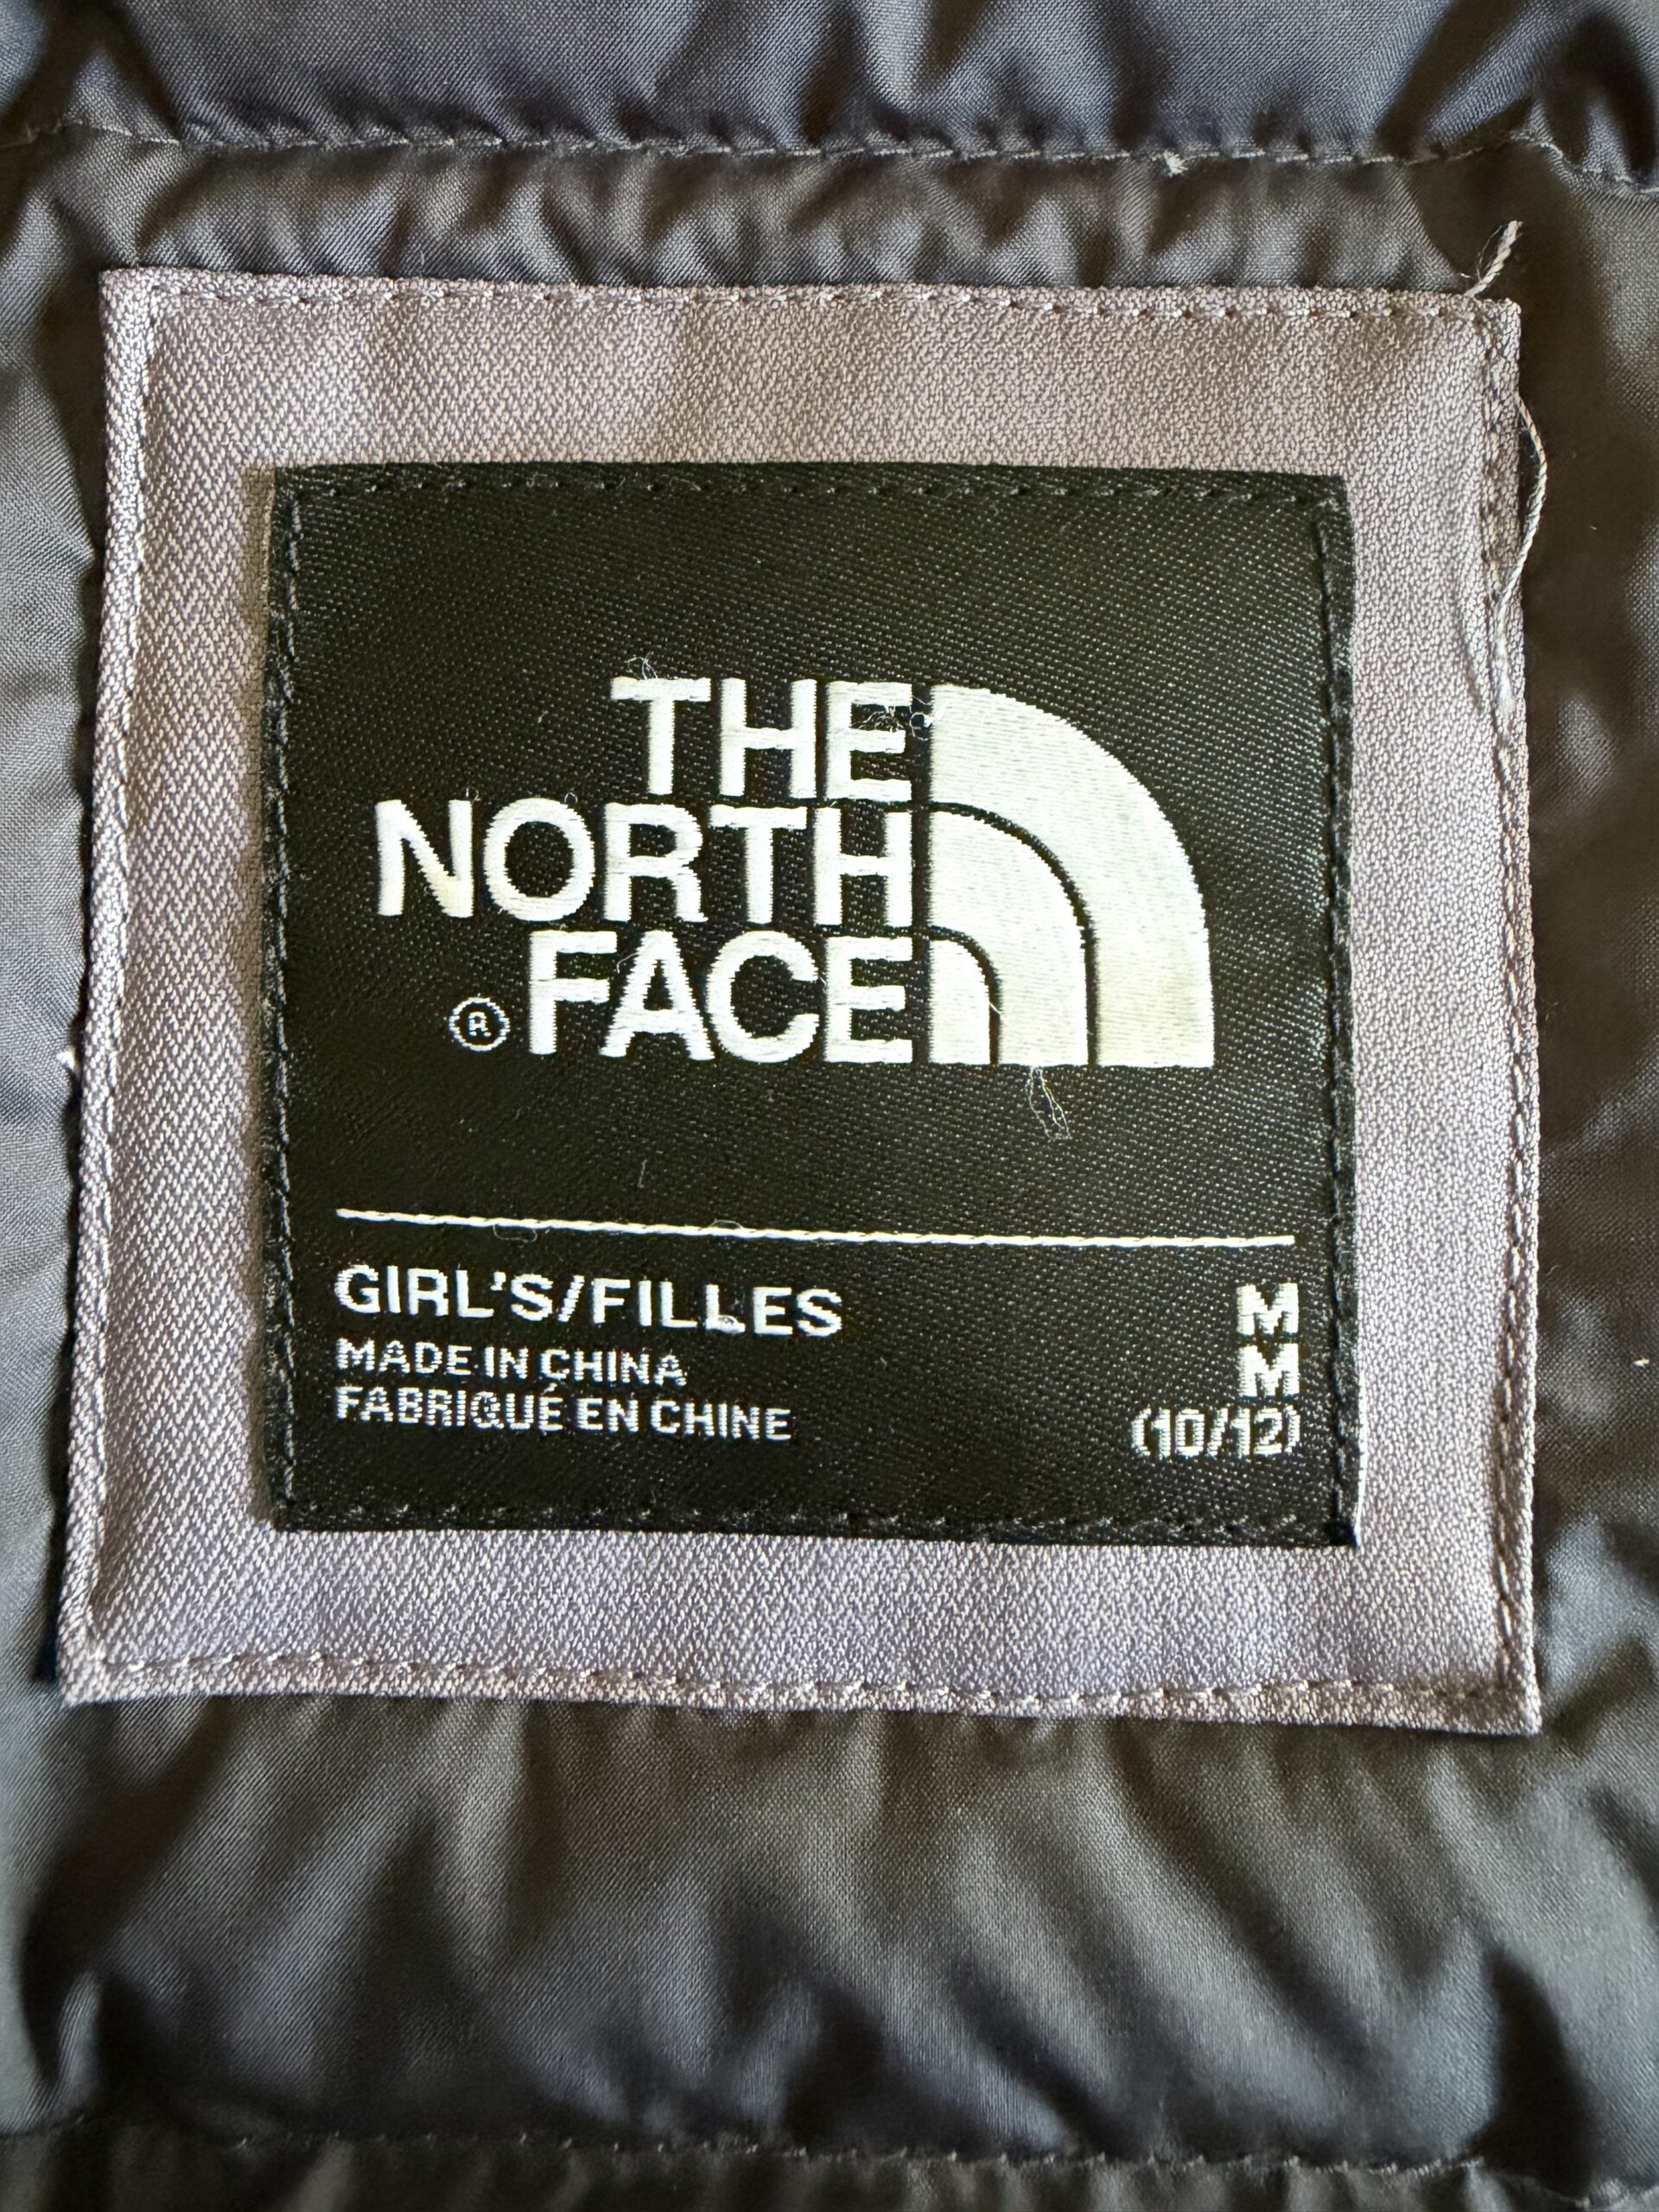 THE
NORTH
FACE
®
GIRL'S/FILLES M
MADE IN CHINA M
FABRIQUÉ EN CHINE (10/12)